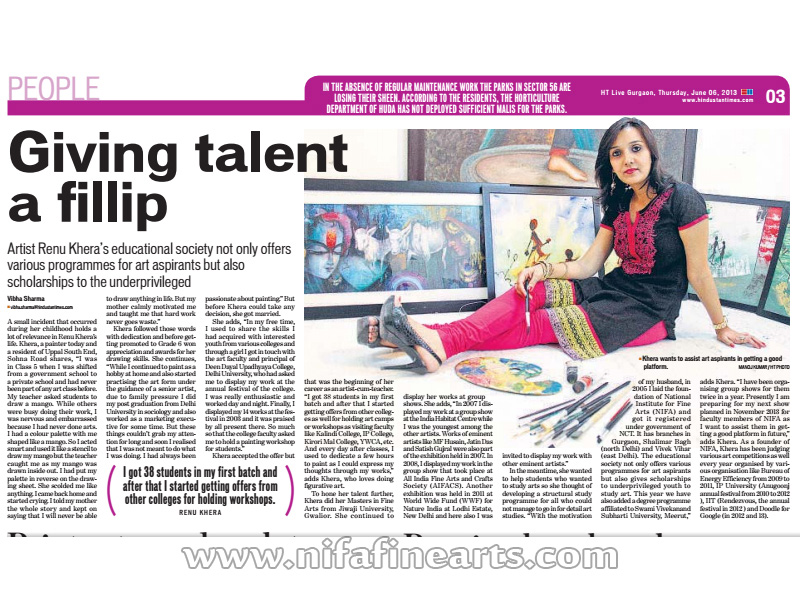 PEOPLE
IN THE ABSENCE OF REGULAR MAINTENANCE WORK THE PARKS IN SECTOR 56 ARE
LOSING THEIR SHEEN. ACCORDING TO THE RESIDENTS, THE HORTICULTURE
DEPARTMENT OF HUDA HAS NOT DEPLOYED SUFFICIENT MALIS FOR THE PARKS.
HT Live Gurgaon, Thursday, June 06, 2013
www.hindustantimes.com
03
Giving talent
a fillip
Artist Renu Khera's educational society not only offers
various programmes for art aspirants but also
scholarships to the underprivileged
Vibha Sharma
vibha.sharma@hindustantimes.com
A small incident that occurred
during her childhood holds a
lot of relevance in Renu Khera's
life. Khera, a painter today and
a resident of Uppal South End,
Sohna Road shares, "I was
in Class 5 when I was shifted
from a government school to
a private school and had never
been part of any art class before.
My teacher asked students to
draw a mango. While others
were busy doing their work, I
was nervous and embarrassed
because I had never done arts.
I had a colour palette with me
shaped like a mango. So I acted
smart and used it like a stencil to
draw my mango but the teacher
caught me as my mango was
drawn inside out. I had put my
palette in reverse on the draw-
ing sheet. She scolded me like
anything. I came back home and
started crying. I told my mother
the whole story and kept on
saying that I will never be able
to draw anything in life. But my
mother calmly motivated me
and taught me that hard work
never goes waste."
Khera followed those words
with dedication and before get-
ting promoted to Grade 6 won
appreciation and awards for her
drawing skills. She continues,
"While I continued to paint as a
hobby at home and also started
practising the art form under
the guidance of a senior artist,
due to family pressure I did
my post graduation from Delhi
University in sociology and also
worked as a marketing execu-
tive for some time. But these
things couldn't grab my atten-
tion for long and soon I realised
that I was not meant to do what
I was doing. I had always been
passionate about painting." But
before Khera could take any
decision, she got married.
She adds, "In my free time,
I used to share the skills I
had acquired with interested
youth from various colleges and
through a girl I got in touch with
the art faculty and principal of
Deen Dayal Upadhyaya College,
Delhi University, who had asked
me to display my work at the
annual festival of the college.
I was really enthusiastic and
worked day and night. Finally, I
displayed my 14 works at the fes-
tival in 2003 and it was praised
by all present there. So much
so that the college faculty asked
me to hold a painting workshop
for students."
Khera accepted the offer but
I got 38 students in my first batch and
after that I started getting offers from
other colleges for holding workshops.
RENU KHERA
that was the beginning of her
career as an artist-cum-teacher.
"I got 38 students in my first
batch and after that I started
getting offers from other colleg-
es as well for holding art camps
or workshops as visiting faculty
like Kalindi College, IP College,
Kirori Mal College, YWCA, etc.
And every day after classes, I
used to dedicate a few hours
to paint as I could express my
thoughts through my works,"
adds Khera, who loves doing
figurative art.
To hone her talent further,
Khera did her Masters in Fine
Arts from Jiwaji University,
Gwalior. She continued to
display her works at group
shows. She adds, "In 2007 I dis-
played my work at a group show
at the India Habitat Centre while
I was the youngest among the
other artists. Works of eminent
artists like MF Husain, Jatin Das
and Satish Gujral were also part
of the exhibition held in 2007. In
2008, I displayed my work in the
group show that took place at
All India Fine Arts and Crafts
Society (AIFACS). Another
exhibition was held in 2011 at
World Wide Fund (WWF) for
Nature India at Lodhi Estate,
New Delhi and here also I was
invited to display my work with
other eminent artists."
In the meantime, she wanted
to help students who wanted
to study arts so she thought of
developing a structural study
programme for all who could
not manage to go in for detail art
studies. "With the motivation
Khera wants to assist art aspirants in getting a good
platform.
MANOJ KUMAR / HT PHOTO
of my husband, in
2005 I laid the foun-
dation of National
Institute for Fine
Arts (NIFA) and
got it registered
under government of
NCT. It has branches in
Gurgaon, Shalimar Bagh
(north Delhi) and Vivek Vihar
(east Delhi). The educational
society not only offers various
programmes for art aspirants
but also gives scholarships
to underprivileged youth to
study art. This year we have
also added a degree programme
affiliated to Swami Vivekanand
Subharti University, Meerut,"
adds Khera. "I have been orga-
nising group shows for them
twice in a year. Presently I am
preparing for my next show
planned in November 2013 for
faculty members of NIFA as
I want to assist them in get-
ting a good platform in future,"
adds Khera. As a founder of
NIFA, Khera has been judging
various art competitions as well
every year organised by vari-
ous organisation like Bureau of
Energy Efficiency from 2009 to
2011, IP University (Anugoonj
annual festival from 2010 to 2012
), IIT (Rendezvous, the annual
festival in 2012 ) and Doodle for
Google (in 2012 and 13).
www.nifafinearts.com